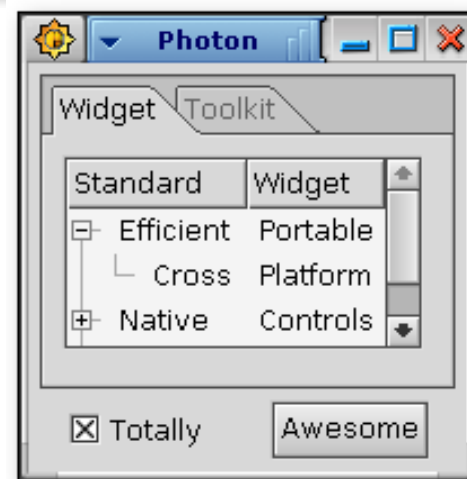 Photon
Widget Toolkit
Standard Widget
Efficient Portable
Cross Platform
Native Controls
Totally Awesome